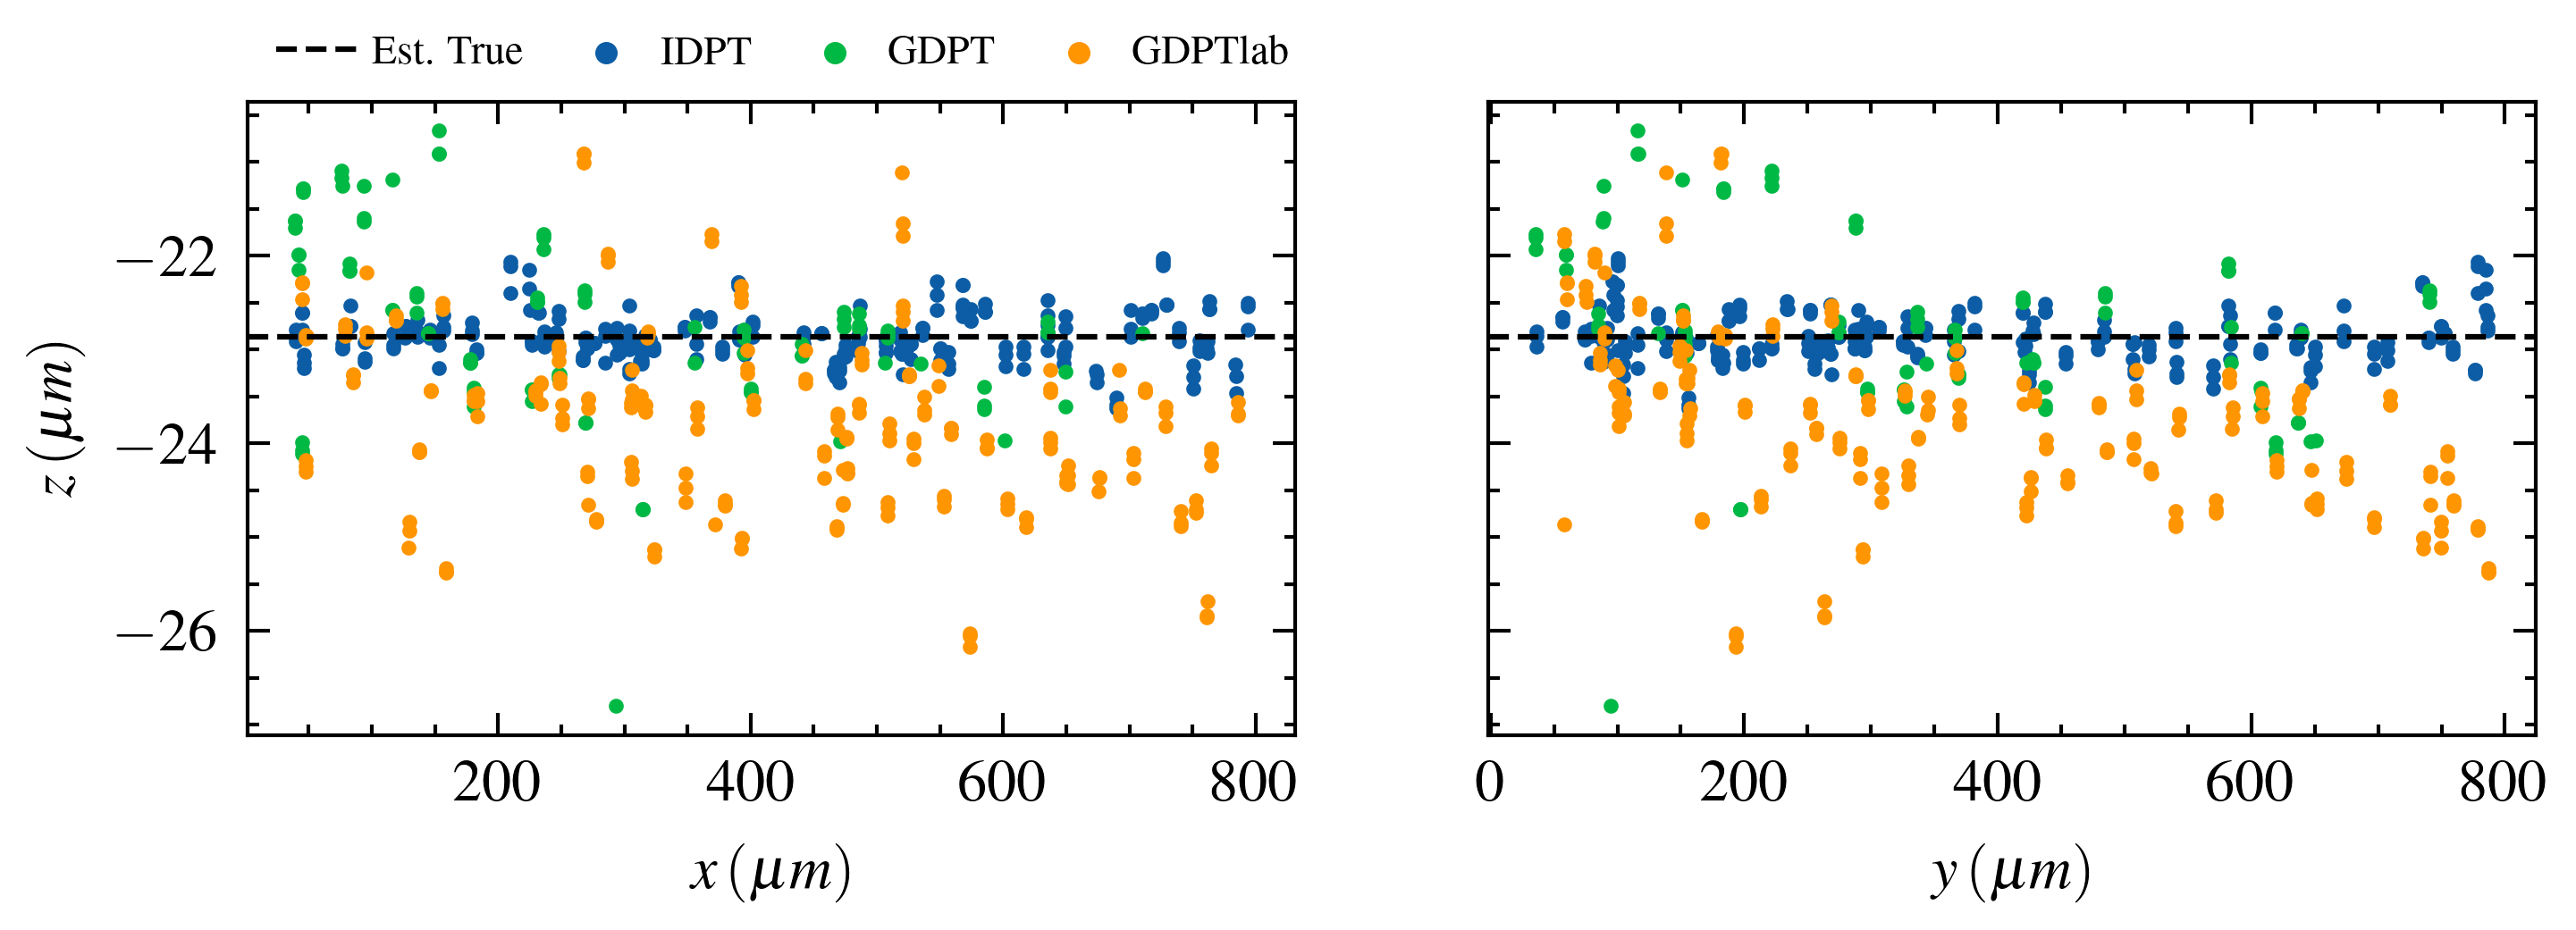 Est. True IDPT GDPT GDPTlab
−22
−24
−26
z (μm)
200 400 600 800
x (μm)
0 200 400 600 800
y (μm)